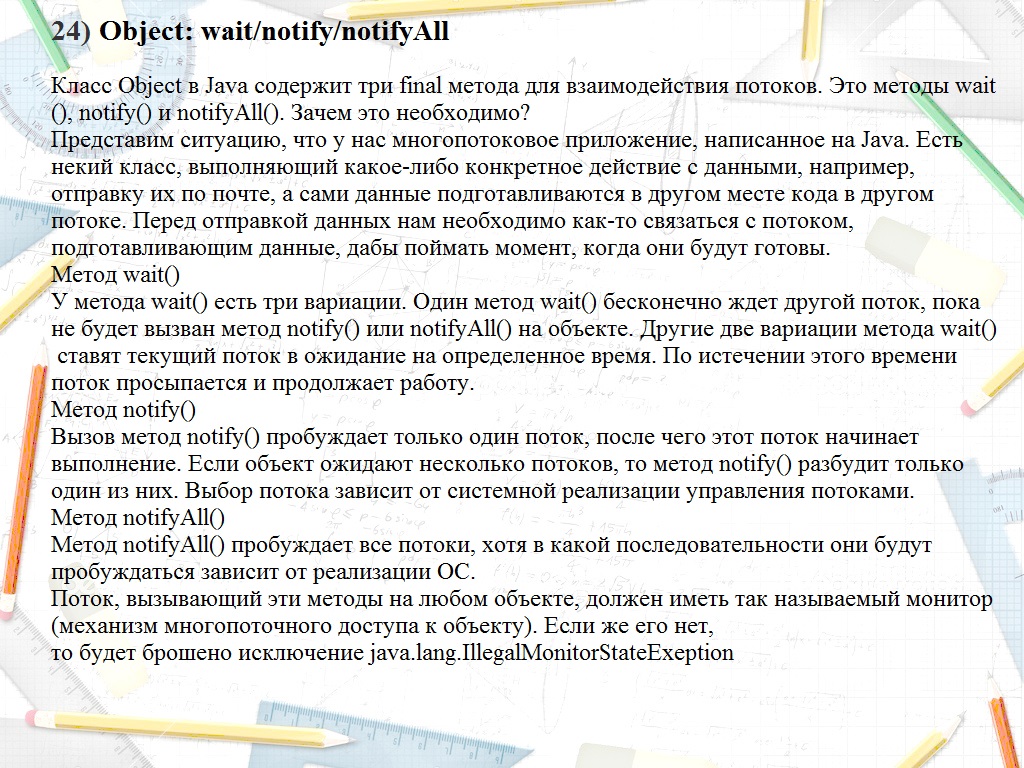 24) Object: wait/notify/notifyAll
Класс Object в Java содержит три final метода для взаимодействия потоков. Это методы wait
(), notify() и notifyAll(). Зачем это необходимо?
Представим ситуацию, что у нас многопотоковое приложение, написанное на Java. Есть
некий класс, выполняющий какое-либо конкретное действие с данными, например,
отправку их по почте, а сами данные подготавливаются в другом месте кода в другом
потоке. Перед отправкой данных нам необходимо как-то связаться с потоком,
подготавливающим данные, дабы поймать момент, когда они будут готовы.
Метод wait()
У метода wait() есть три вариации. Один метод wait() бесконечно ждет другой поток, пока
не будет вызван метод notify() или notifyAll() на объекте. Другие две вариации метода wait()
ставят текущий поток в ожидание на определенное время. По истечении этого времени
поток просыпается и продолжает работу.
Метод notify()
Вызов метод notify() пробуждает только один поток, после чего этот поток начинает
выполнение. Если объект ожидают несколько потоков, то метод notify() разбудит только
один из них. Выбор потока зависит от системной реализации управления потоками.
Метод notifyAll()
Метод notifyAll() пробуждает все потоки, хотя в какой последовательности они будут
пробуждаться зависит от реализации ОС.
Поток, вызывающий эти методы на любом объекте, должен иметь так называемый монитор
(механизм многопоточного доступа к объекту). Если же его нет,
то будет брошено исключение java.lang.IllegalMonitorStateExeption